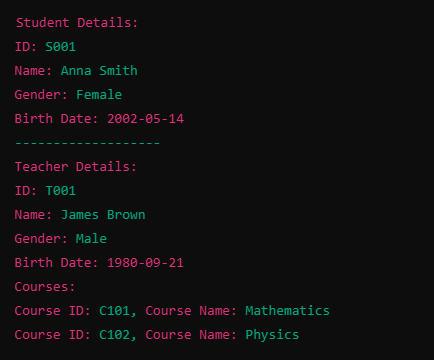 Student Details:
ID: S001
Name: Anna Smith
Gender: Female
Birth Date: 2002-05-14
-------------------
Teacher Details:
ID: T001
Name: James Brown
Gender: Male
Birth Date: 1980-09-21
Courses:
Course ID: C101, Course Name: Mathematics
Course ID: C102, Course Name: Physics